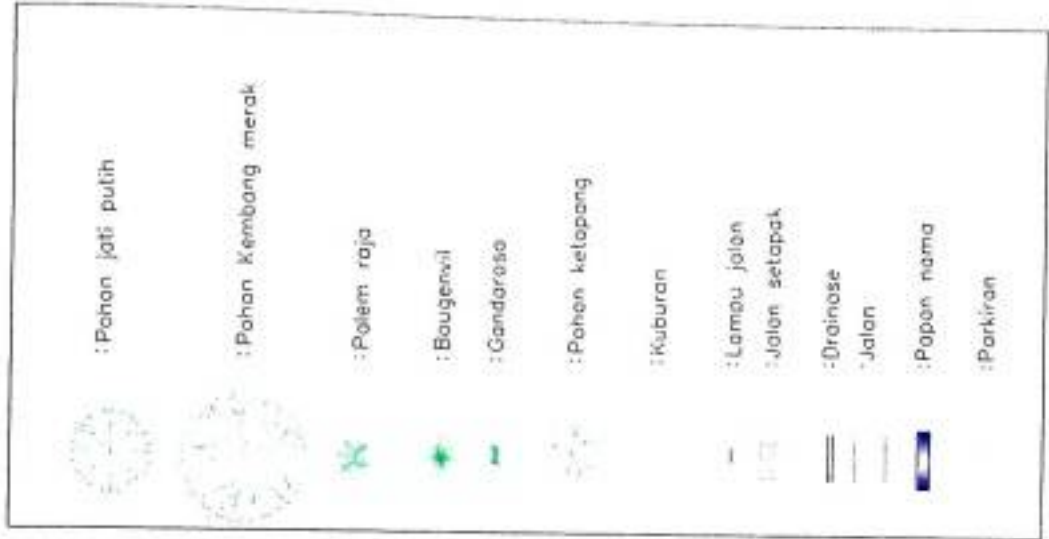 :Pohon jati putih
:Pohon Kembang merak
:Palem raja
:Bougenvil
:Gandarosa
:Pohon ketapang
:Kuburan
:Lampu jalan
:Jalan setapak
:Drainase
:Jalan
:Papan nama
:Parkiran